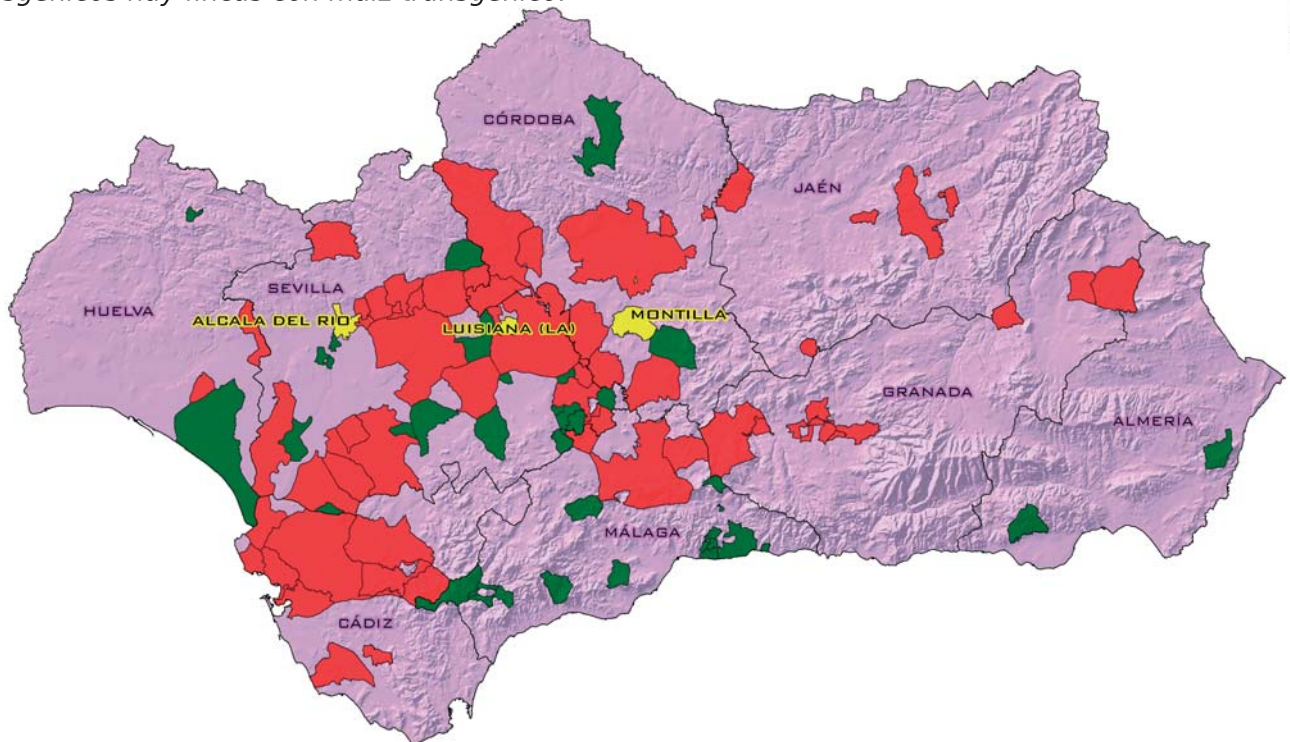 CÓRDOBA
JAÉN
SEVILLA
HUELVA
ALCALA DEL RIO
LUISIANA (LA)
MONTILLA
GRANADA
ALMERÍA
MÁLAGA
CÁDIZ